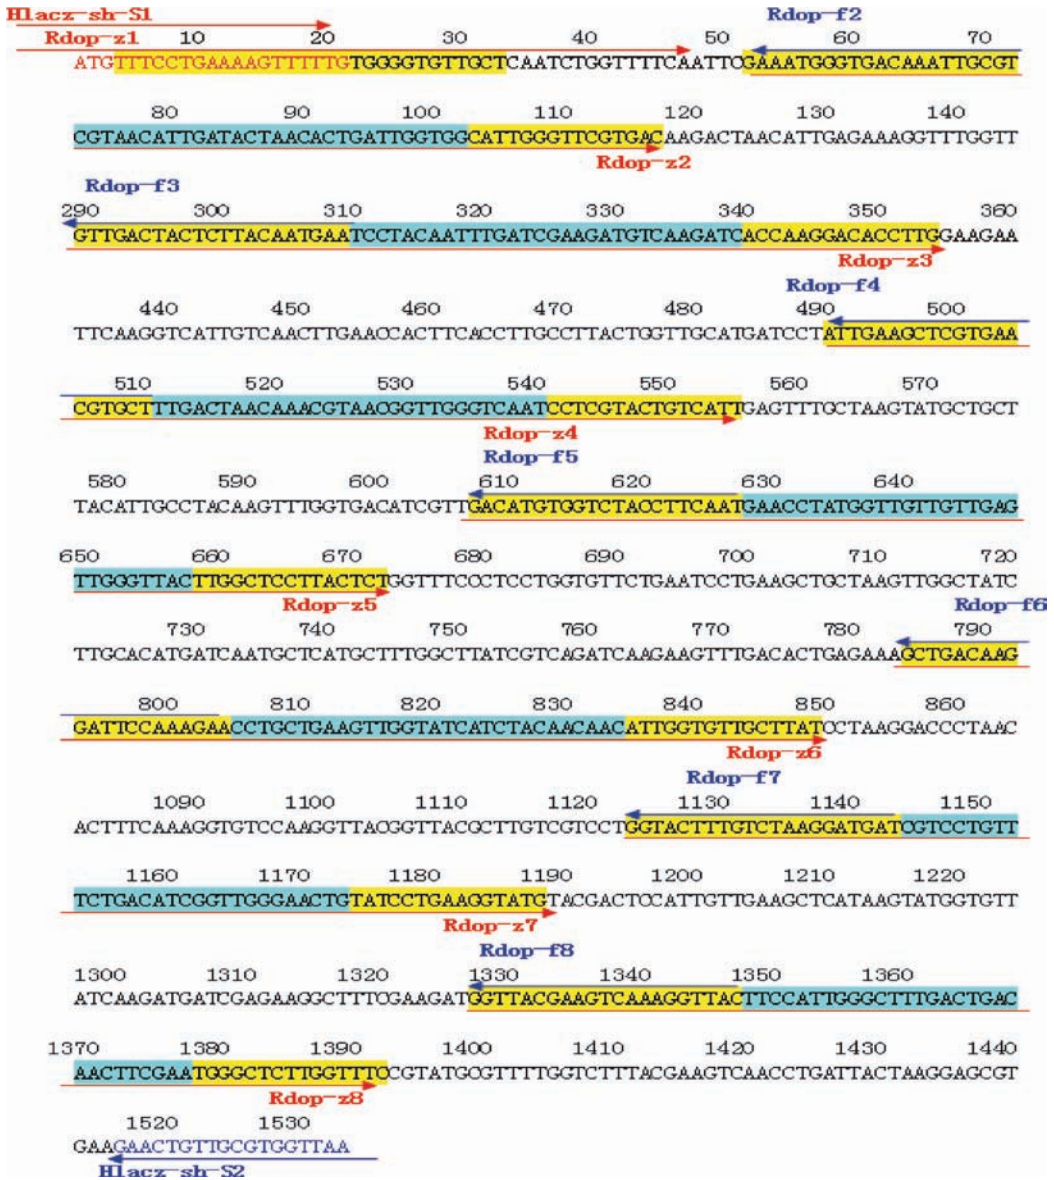 Hlacz-sh-S1
Rdop-f2
Rdop-z1 10 20 30 40 50 60 70
ATGTTTCCTGAAAAGTTTTTGTGGGGTGTTGCTCAATCTGGTTTTCAATTCGAAATGGGTGACAAATTGCGT
80 90 100 110 120 130 140
CGTAACATTGATACTAACACTGATTGGTGGCATTGGGTTCGTGACAAGACTAACATTGAGAAAGGTTTGGTT
Rdop-z2
Rdop-f3
290 300 310 320 330 340 350 360
GTTGACTACTCTTACAATGAATCCTACAATTTGATCGAAGATGTCAAGATCACCAAGGACACCTTGGAAGAA
Rdop-z3
Rdop-f4
440 450 460 470 480 490 500
TTCAAGGTCATTGTCAACTTGAACCACTTCACCTTGCCTTACTGGTTGCATGATCCTATTGAAGCTCGTGAA
510 520 530 540 550 560 570
CGTGCTTTGACTAACAAACGTAACGGTTGGGTCAATCCTCGTACTGTCATTGAGTTTGCTAAGTATGCTGCT
Rdop-z4
Rdop-f5
580 590 600 610 620 630 640
TACATTGCCTACAAGTTTGGTGACATCGTTGACATGTGGTCTACCTTCAATGAACCTATGGTTGTTGTTGAG
650 660 670 680 690 700 710 720
TTGGGTTACTTGGCTCCTTACTCTGGTTTCCCTCCTGGTGTTCTGAATCCTGAAGCTGCTAAGTTGGCTATC
Rdop-z5
Rdop-f6
730 740 750 760 770 780 790
TTGCACATGATCAATGCTCATGCTTTGGCTTATCGTCAGATCAAGAAGTTTGACACTGAGAAAGCTGACAAG
800 810 820 830 840 850 860
GATTCCAAAGAACCTGCTGAAGTTGGTATCATCTACAACAACATTGGTGTTGCTTATCCTAAGGACCCTAAC
Rdop-z6
Rdop-f7
1090 1100 1110 1120 1130 1140 1150
ACTTTCAAAGGTGTCCAAGGTTACGGTTACGCTTGTCGTCCTGGTACTTTGTCTAAGGATGATCGTCCTGTT
1160 1170 1180 1190 1200 1210 1220
TCTGACATCGGTTGGGAACTGTATCCTGAAGGTATGTACGACTCCATTGTTGAAGCTCATAAGTATGGTGTT
Rdop-z7
Rdop-f8
1300 1310 1320 1330 1340 1350 1360
ATCAAGATGATCGAGAAGGCTTTCGAAGATGGTTACGAAGTCAAAGGTTACTTCCATTGGGCTTTGACTGAC
1370 1380 1390 1400 1410 1420 1430 1440
AACTTCGAATGGGCTCTTGGTTTCCGTATGCGTTTTGGTCTTTACGAAGTCAACCTGATTACTAAGGAGCGT
Rdop-z8
1520 1530
GAAGAACTGTTGCGTGGTTAA
Hlacz-sh-S2